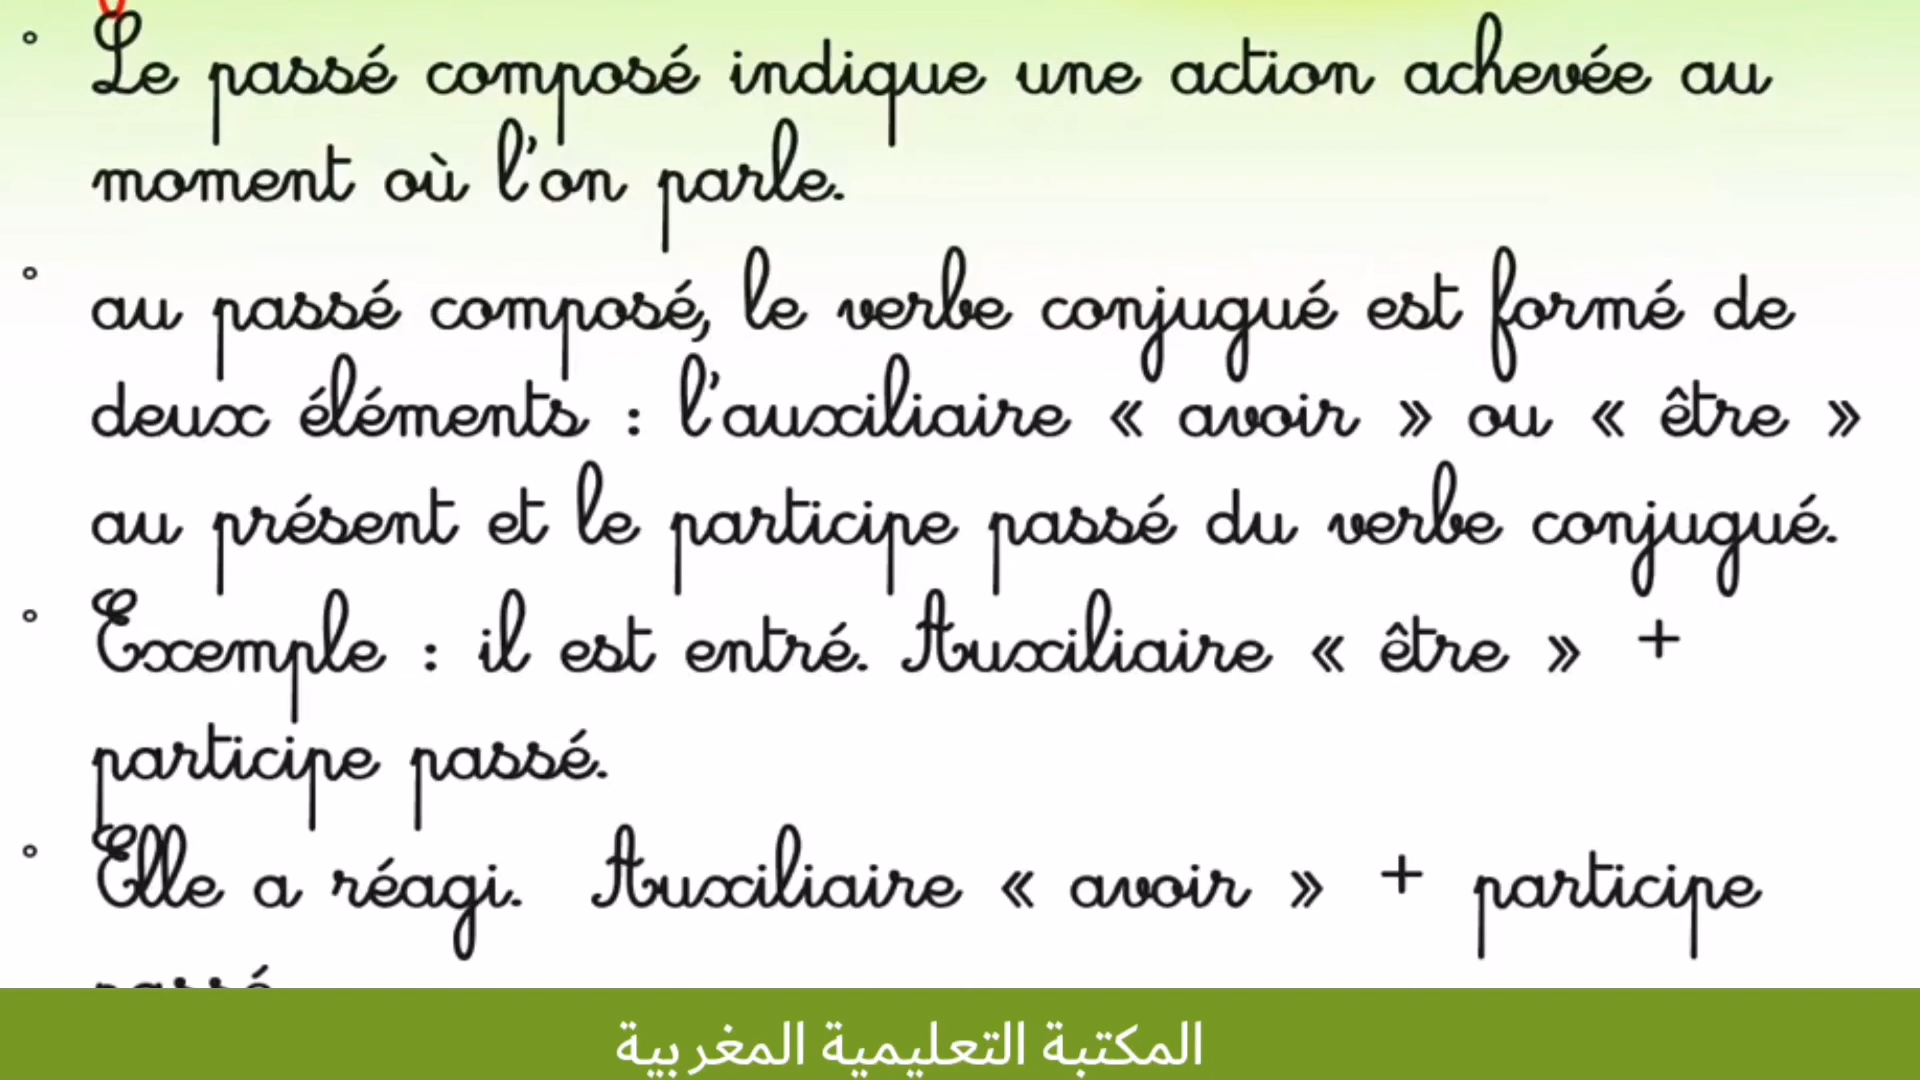 ° Le passé composé indique une action achevée au
moment où l'on parle.
° au passé composé, le verbe conjugué est formé de
deux éléments : l'auxiliaire « avoir » ou « être »
au présent et le participe passé du verbe conjugué.
° Exemple : il est entré. Auxiliaire « être » +
participe passé.
° Elle a réagi. Auxiliaire « avoir » + participe
passé
المكتبة التعليمية المغربية